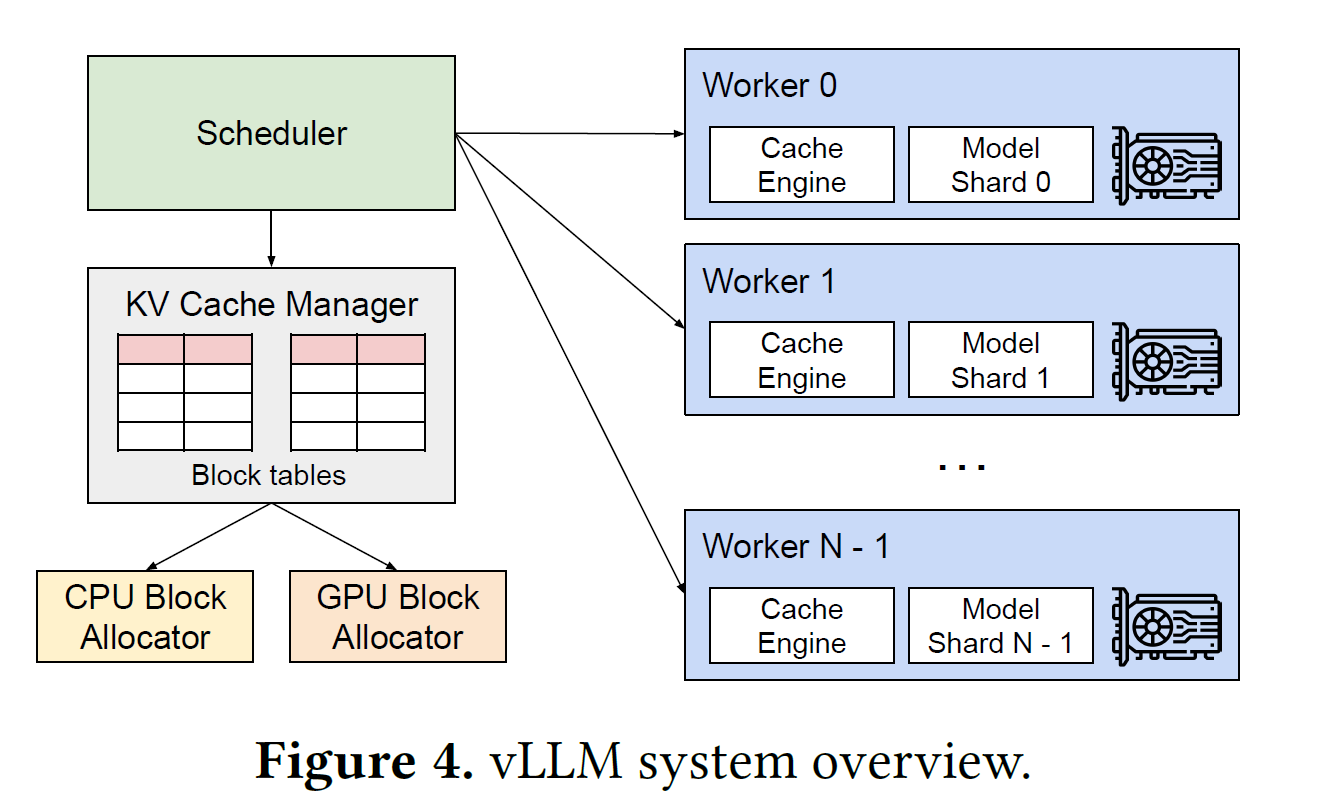 Scheduler
KV Cache Manager
Block tables
CPU Block
Allocator
GPU Block
Allocator
Worker 0
Cache
Engine
Model
Shard 0
Worker 1
Cache
Engine
Model
Shard 1
...
Worker N - 1
Cache
Engine
Model
Shard N - 1
Figure 4. vLLM system overview.